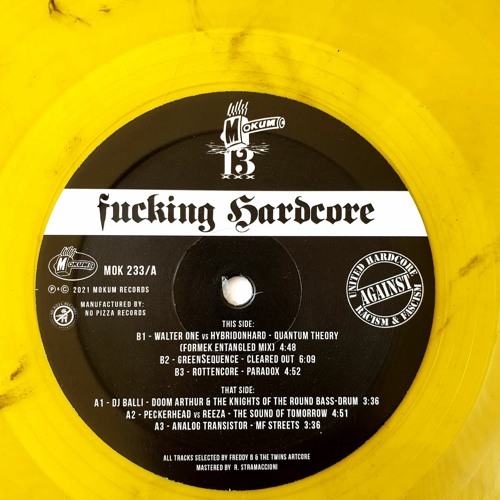 MOKUM
13
XXX
fucking Hardcore
MOKUM
MOK 233/A
℗ + © 2021 MOKUM RECORDS
MANUFACTURED BY:
NO PIZZA RECORDS
UNITED HARDCORE
AGAINST
RACISM & FASCISM
THIS SIDE:
B1 - WALTER ONE vs HYBRIDONHARD - QUANTUM THEORY
(FORMEK ENTANGLED MIX) 4:48
B2 - GREEN$EQUENCE - CLEARED OUT 6:09
B3 - ROTTENCORE - PARADOX 4:52
THAT SIDE:
A1 - DJ BALLI - DOOM ARTHUR & THE KNIGHTS OF THE ROUND BASS-DRUM 3:36
A2 - PECKERHEAD vs REEZA - THE SOUND OF TOMORROW 4:51
A3 - ANALOG TRANSISTOR - MF STREETS 3:36
ALL TRACKS SELECTED BY FREDDY B & THE TWINS ARTCORE
MASTERED BY R. STRAMACCIONI